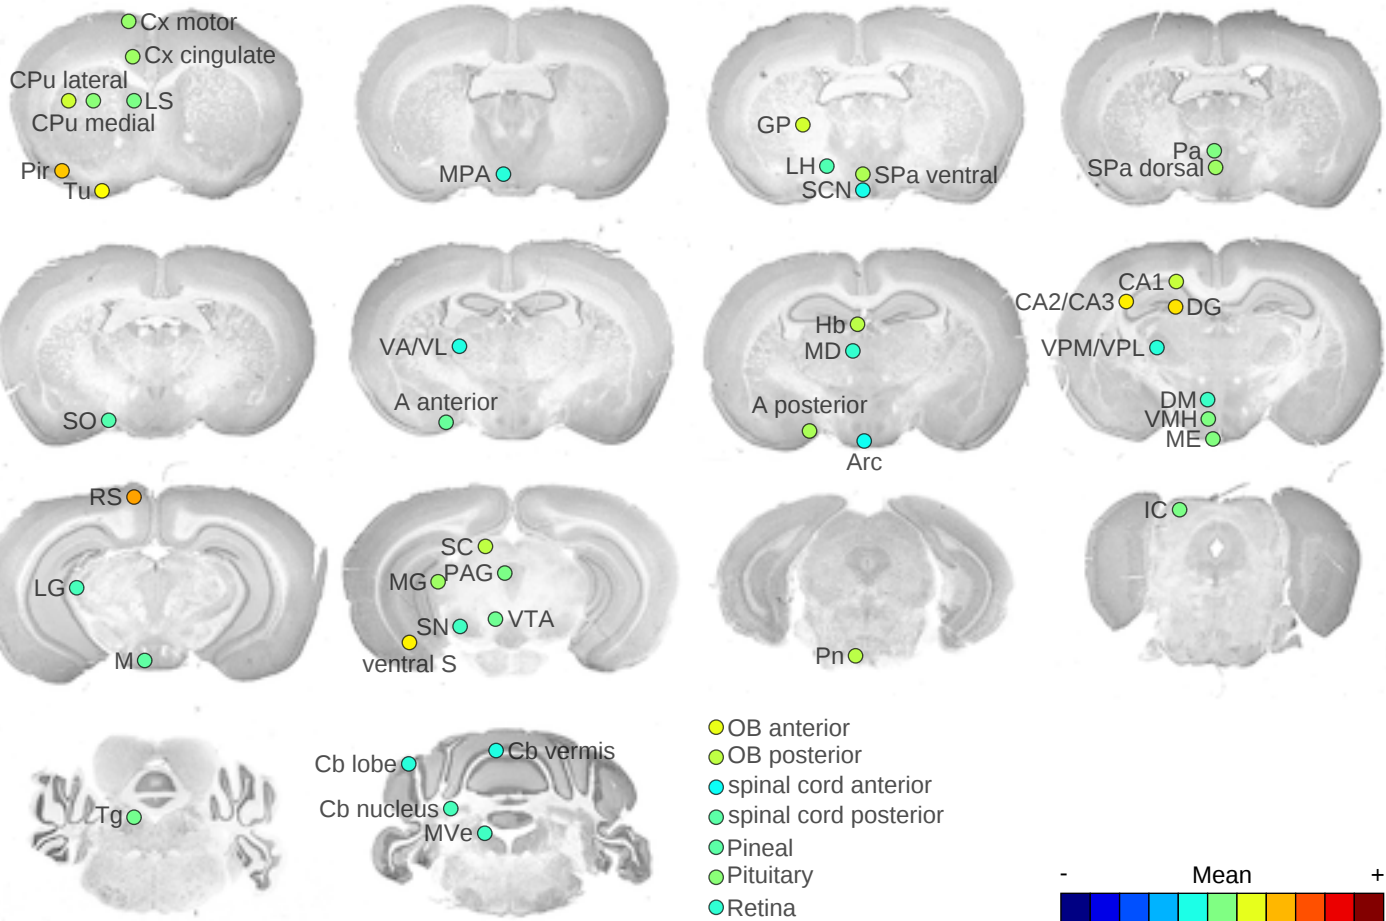 Cx motor
Cx cingulate
CPu lateral
LS
CPu medial
Pir
Tu
MPA
GP
LH
SPa ventral
SCN
Pa
SPa dorsal
SO
VA/VL
A anterior
Hb
MD
A posterior
Arc
CA1
CA2/CA3
DG
VPM/VPL
DM
VMH
ME
RS
LG
M
SC
PAG
MG
VTA
SN
ventral S
Pn
IC
Tg
Cb vermis
Cb lobe
Cb nucleus
MVe
OB anterior
OB posterior
spinal cord anterior
spinal cord posterior
Pineal
Pituitary
Retina
- Mean +